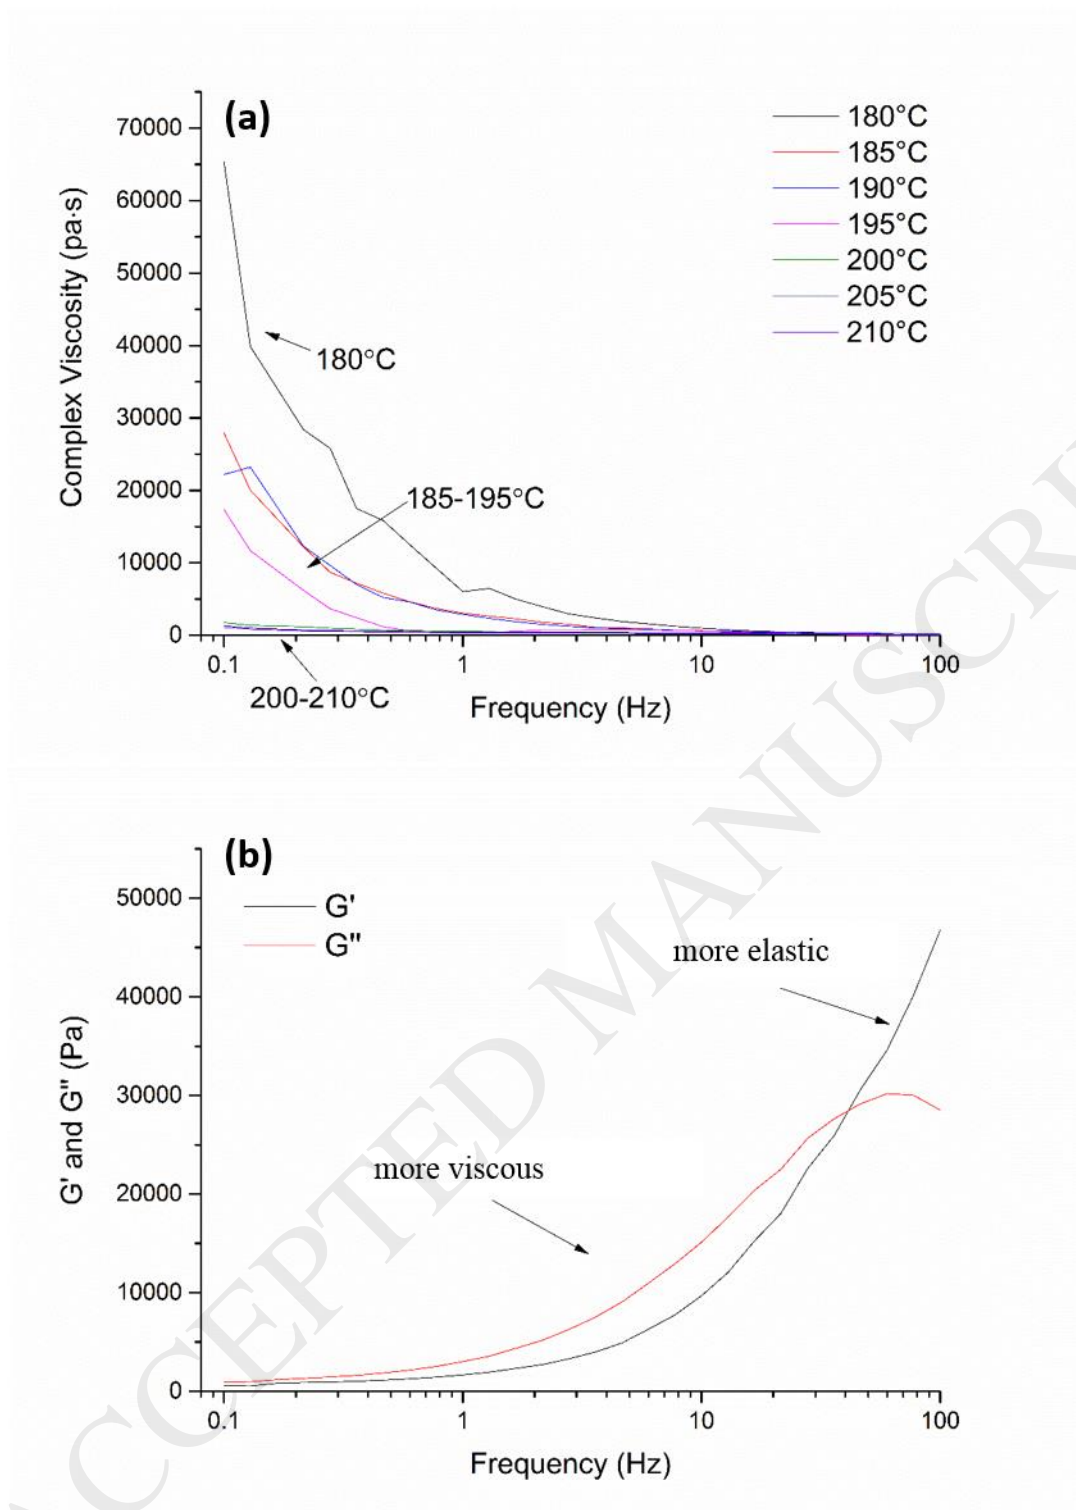 (a)
70000
60000
50000
40000
30000
20000
10000
0
Complex Viscosity (pa·s)
180°C
185°C
190°C
195°C
200°C
205°C
210°C
180°C
185-195°C
200-210°C
0.1
1
10
100
Frequency (Hz)
(b)
50000
40000
30000
20000
10000
0
G' and G" (Pa)
G'
G"
more elastic
more viscous
0.1
1
10
100
Frequency (Hz)
ACCEPTED MANUSCRI